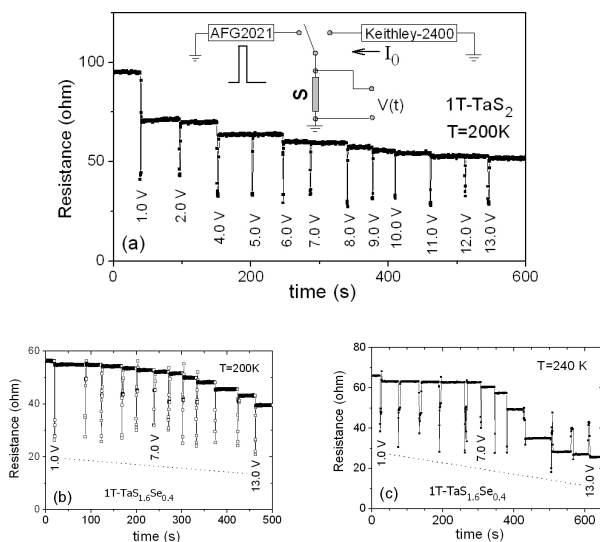 AFG2021
Keithley-2400
I0
S
V(t)
1T-TaS2
T=200K
100
75
50
0
Resistance (ohm)
1.0 V
2.0 V
4.0 V
5.0 V
6.0 V
7.0 V
8.0 V
9.0 V
10.0 V
11.0 V
12.0 V
13.0 V
(a)
0 200 400 600
time (s)
60
40
20
0
Resistance (ohm)
T=200K
1.0 V
7.0 V
13.0 V
(b)
1T-TaS1.6Se0.4
0 100 200 300 400 500
time (s)
80
60
40
20
0
Resistance (ohm)
T=240 K
1.0 V
7.0 V
13.0 V
(c)
1T-TaS1.6Se0.4
0 200 400 600
time (s)